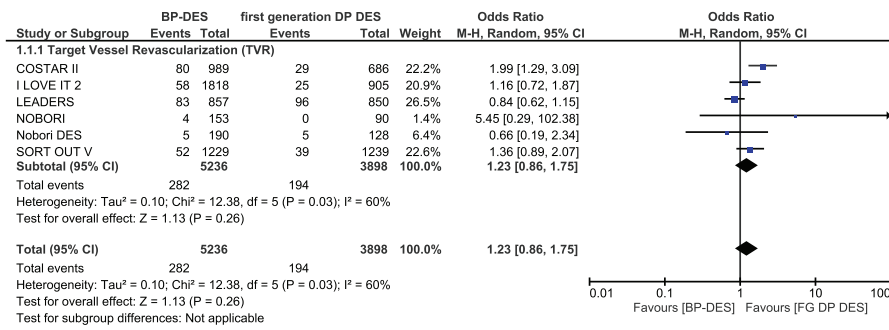 BP-DES first generation DP DES Odds Ratio Odds Ratio
Study or Subgroup Events Total Events Total Weight M-H, Random, 95% CI M-H, Random, 95% CI
1.1.1 Target Vessel Revascularization (TVR)
COSTAR II 80 989 29 686 22.2% 1.99 [1.29, 3.09]
I LOVE IT 2 58 1818 25 905 20.9% 1.16 [0.72, 1.87]
LEADERS 83 857 96 850 26.5% 0.84 [0.62, 1.15]
NOBORI 4 153 0 90 1.4% 5.45 [0.29, 102.38]
Nobori DES 5 190 5 128 6.4% 0.66 [0.19, 2.34]
SORT OUT V 52 1229 39 1239 22.6% 1.36 [0.89, 2.07]
Subtotal (95% CI) 5236 3898 100.0% 1.23 [0.86, 1.75]
Total events 282 194
Heterogeneity: Tau² = 0.10; Chi² = 12.38, df = 5 (P = 0.03); I² = 60%
Test for overall effect: Z = 1.13 (P = 0.26)
Total (95% CI) 5236 3898 100.0% 1.23 [0.86, 1.75]
Total events 282 194
Heterogeneity: Tau² = 0.10; Chi² = 12.38, df = 5 (P = 0.03); I² = 60%
Test for overall effect: Z = 1.13 (P = 0.26)
Test for subgroup differences: Not applicable
0.01 0.1 1 10 100
Favours [BP-DES] Favours [FG DP DES]